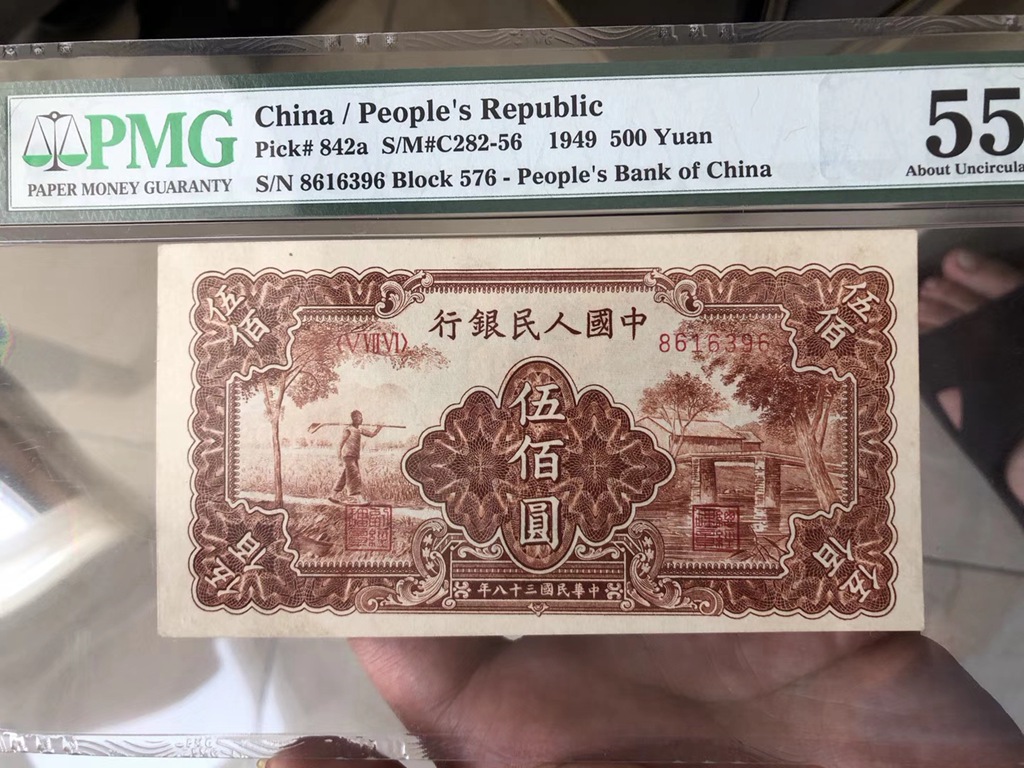 PMG
PAPER MONEY GUARANTY
China / People's Republic
Pick# 842a S/M#C282-56 1949 500 Yuan
S/N 8616396 Block 576 - People's Bank of China
55
About Uncircula
伍佰
伍佰
行銀民人國中
〈V VII VI〉
8616396
伍佰圓
伍佰
伍佰
年八十三國民華中